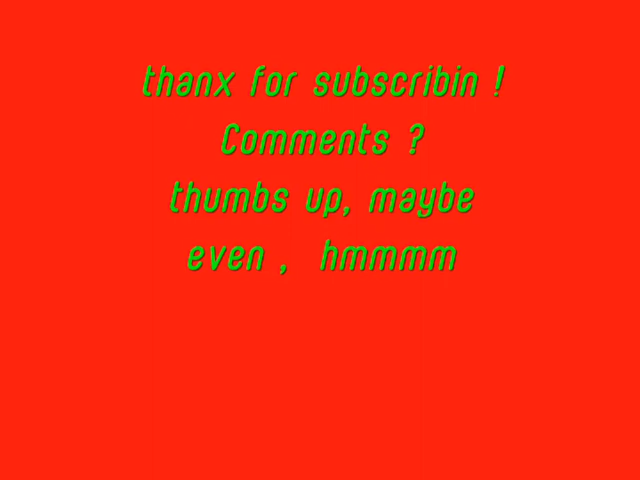 thanx for subscribin !
Comments ?
thumbs up, maybe
even ,  hmmmm